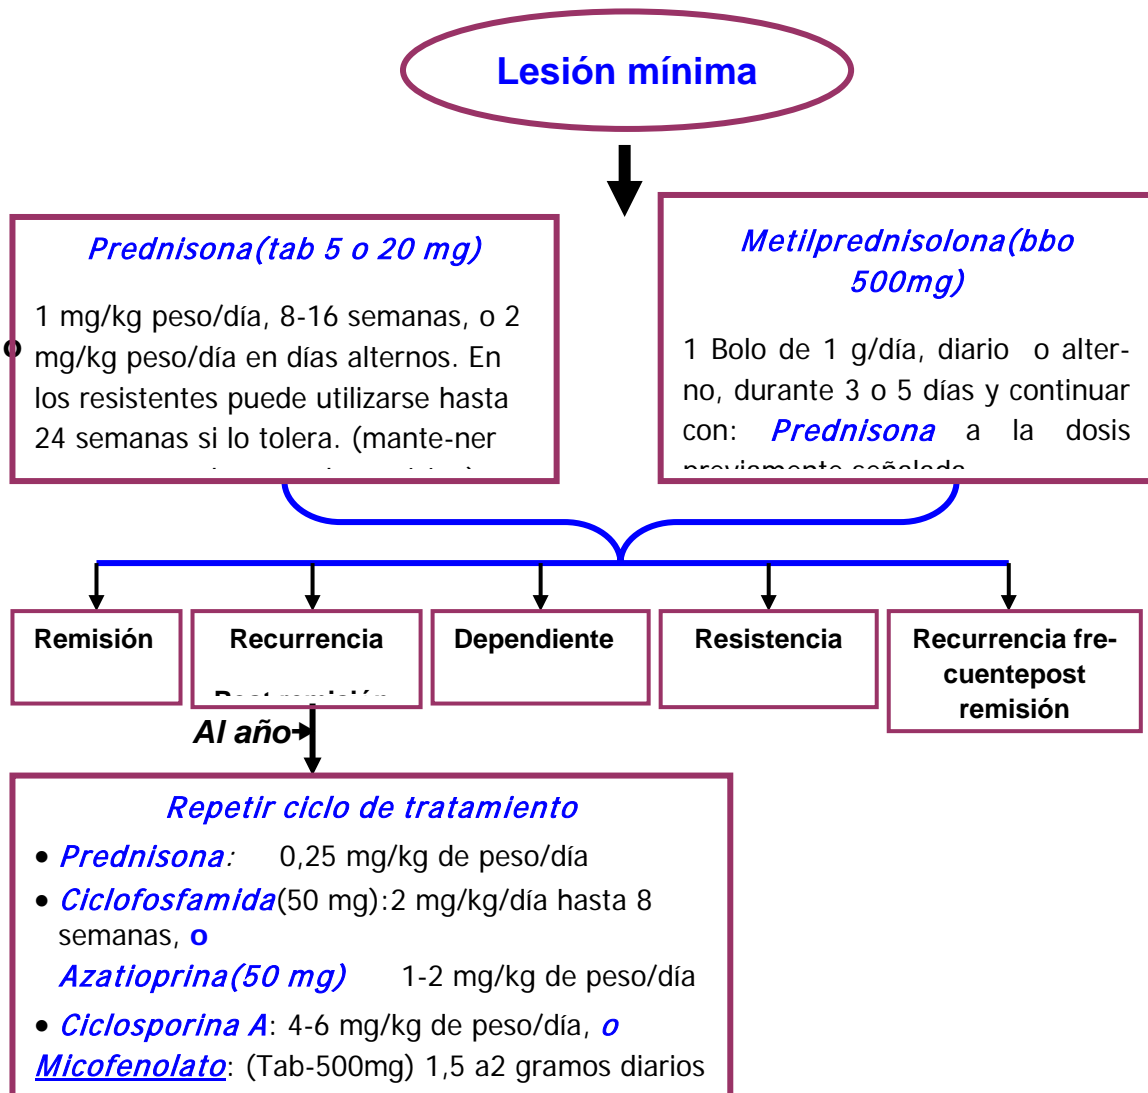 Lesión mínima
Prednisona(tab 5 o 20 mg)
1 mg/kg peso/día, 8-16 semanas, o 2
mg/kg peso/día en días alternos. En
los resistentes puede utilizarse hasta
24 semanas si lo tolera. (mante-ner
o
Metilprednisolona(bbo
500mg)
1 Bolo de 1 g/día, diario o alter-
no, durante 3 o 5 días y continuar
con: Prednisona a la dosis
previamente señalada
Remisión
Recurrencia
Post remisión
Dependiente
Resistencia
Recurrencia fre-
cuentepost
remisión
Al año
Repetir ciclo de tratamiento
• Prednisona: 0,25 mg/kg de peso/día
• Ciclofosfamida(50 mg):2 mg/kg/día hasta 8
semanas, o
Azatioprina(50 mg) 1-2 mg/kg de peso/día
• Ciclosporina A: 4-6 mg/kg de peso/día, o
Micofenolato: (Tab-500mg) 1,5 a2 gramos diarios